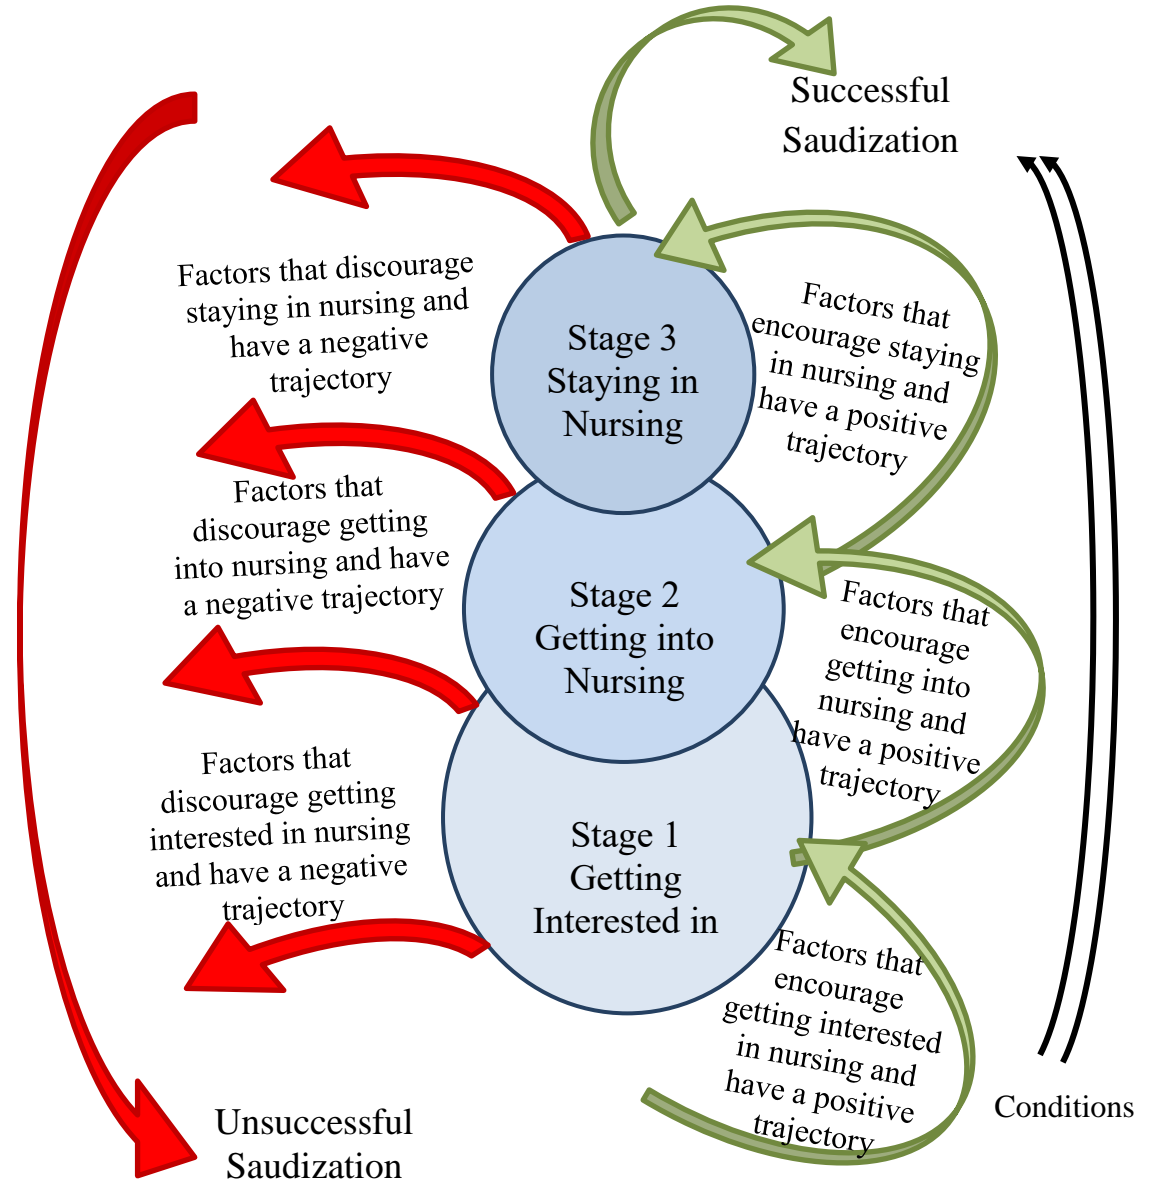 Successful
Saudization
Factors that discourage
staying in nursing and
have a negative
trajectory
Stage 3
Staying in
Nursing
Factors that
encourage staying
in nursing and
have a positive
trajectory
Factors that
discourage getting
into nursing and have
a negative trajectory
Stage 2
Getting into
Nursing
Factors that
encourage
getting into
nursing and
have a positive
trajectory
Factors that
discourage getting
interested in nursing
and have a negative
trajectory
Stage 1
Getting
Interested in
Factors that
encourage
getting interested
in nursing and
have a positive
trajectory
Conditions
Unsuccessful
Saudization